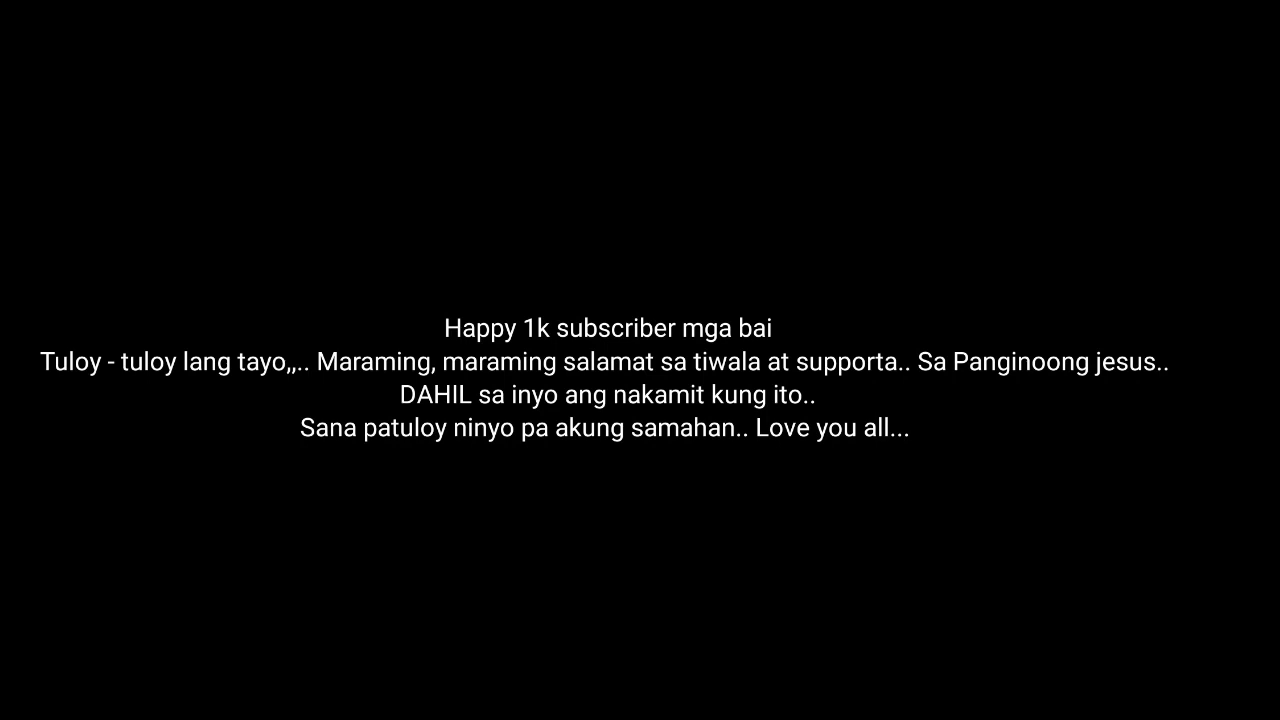 Happy 1k subscriber mga bai
Tuloy - tuloy lang tayo,,.. Maraming, maraming salamat sa tiwala at supporta.. Sa Panginoong jesus..
DAHIL sa inyo ang nakamit kung ito..
Sana patuloy ninyo pa akung samahan.. Love you all...